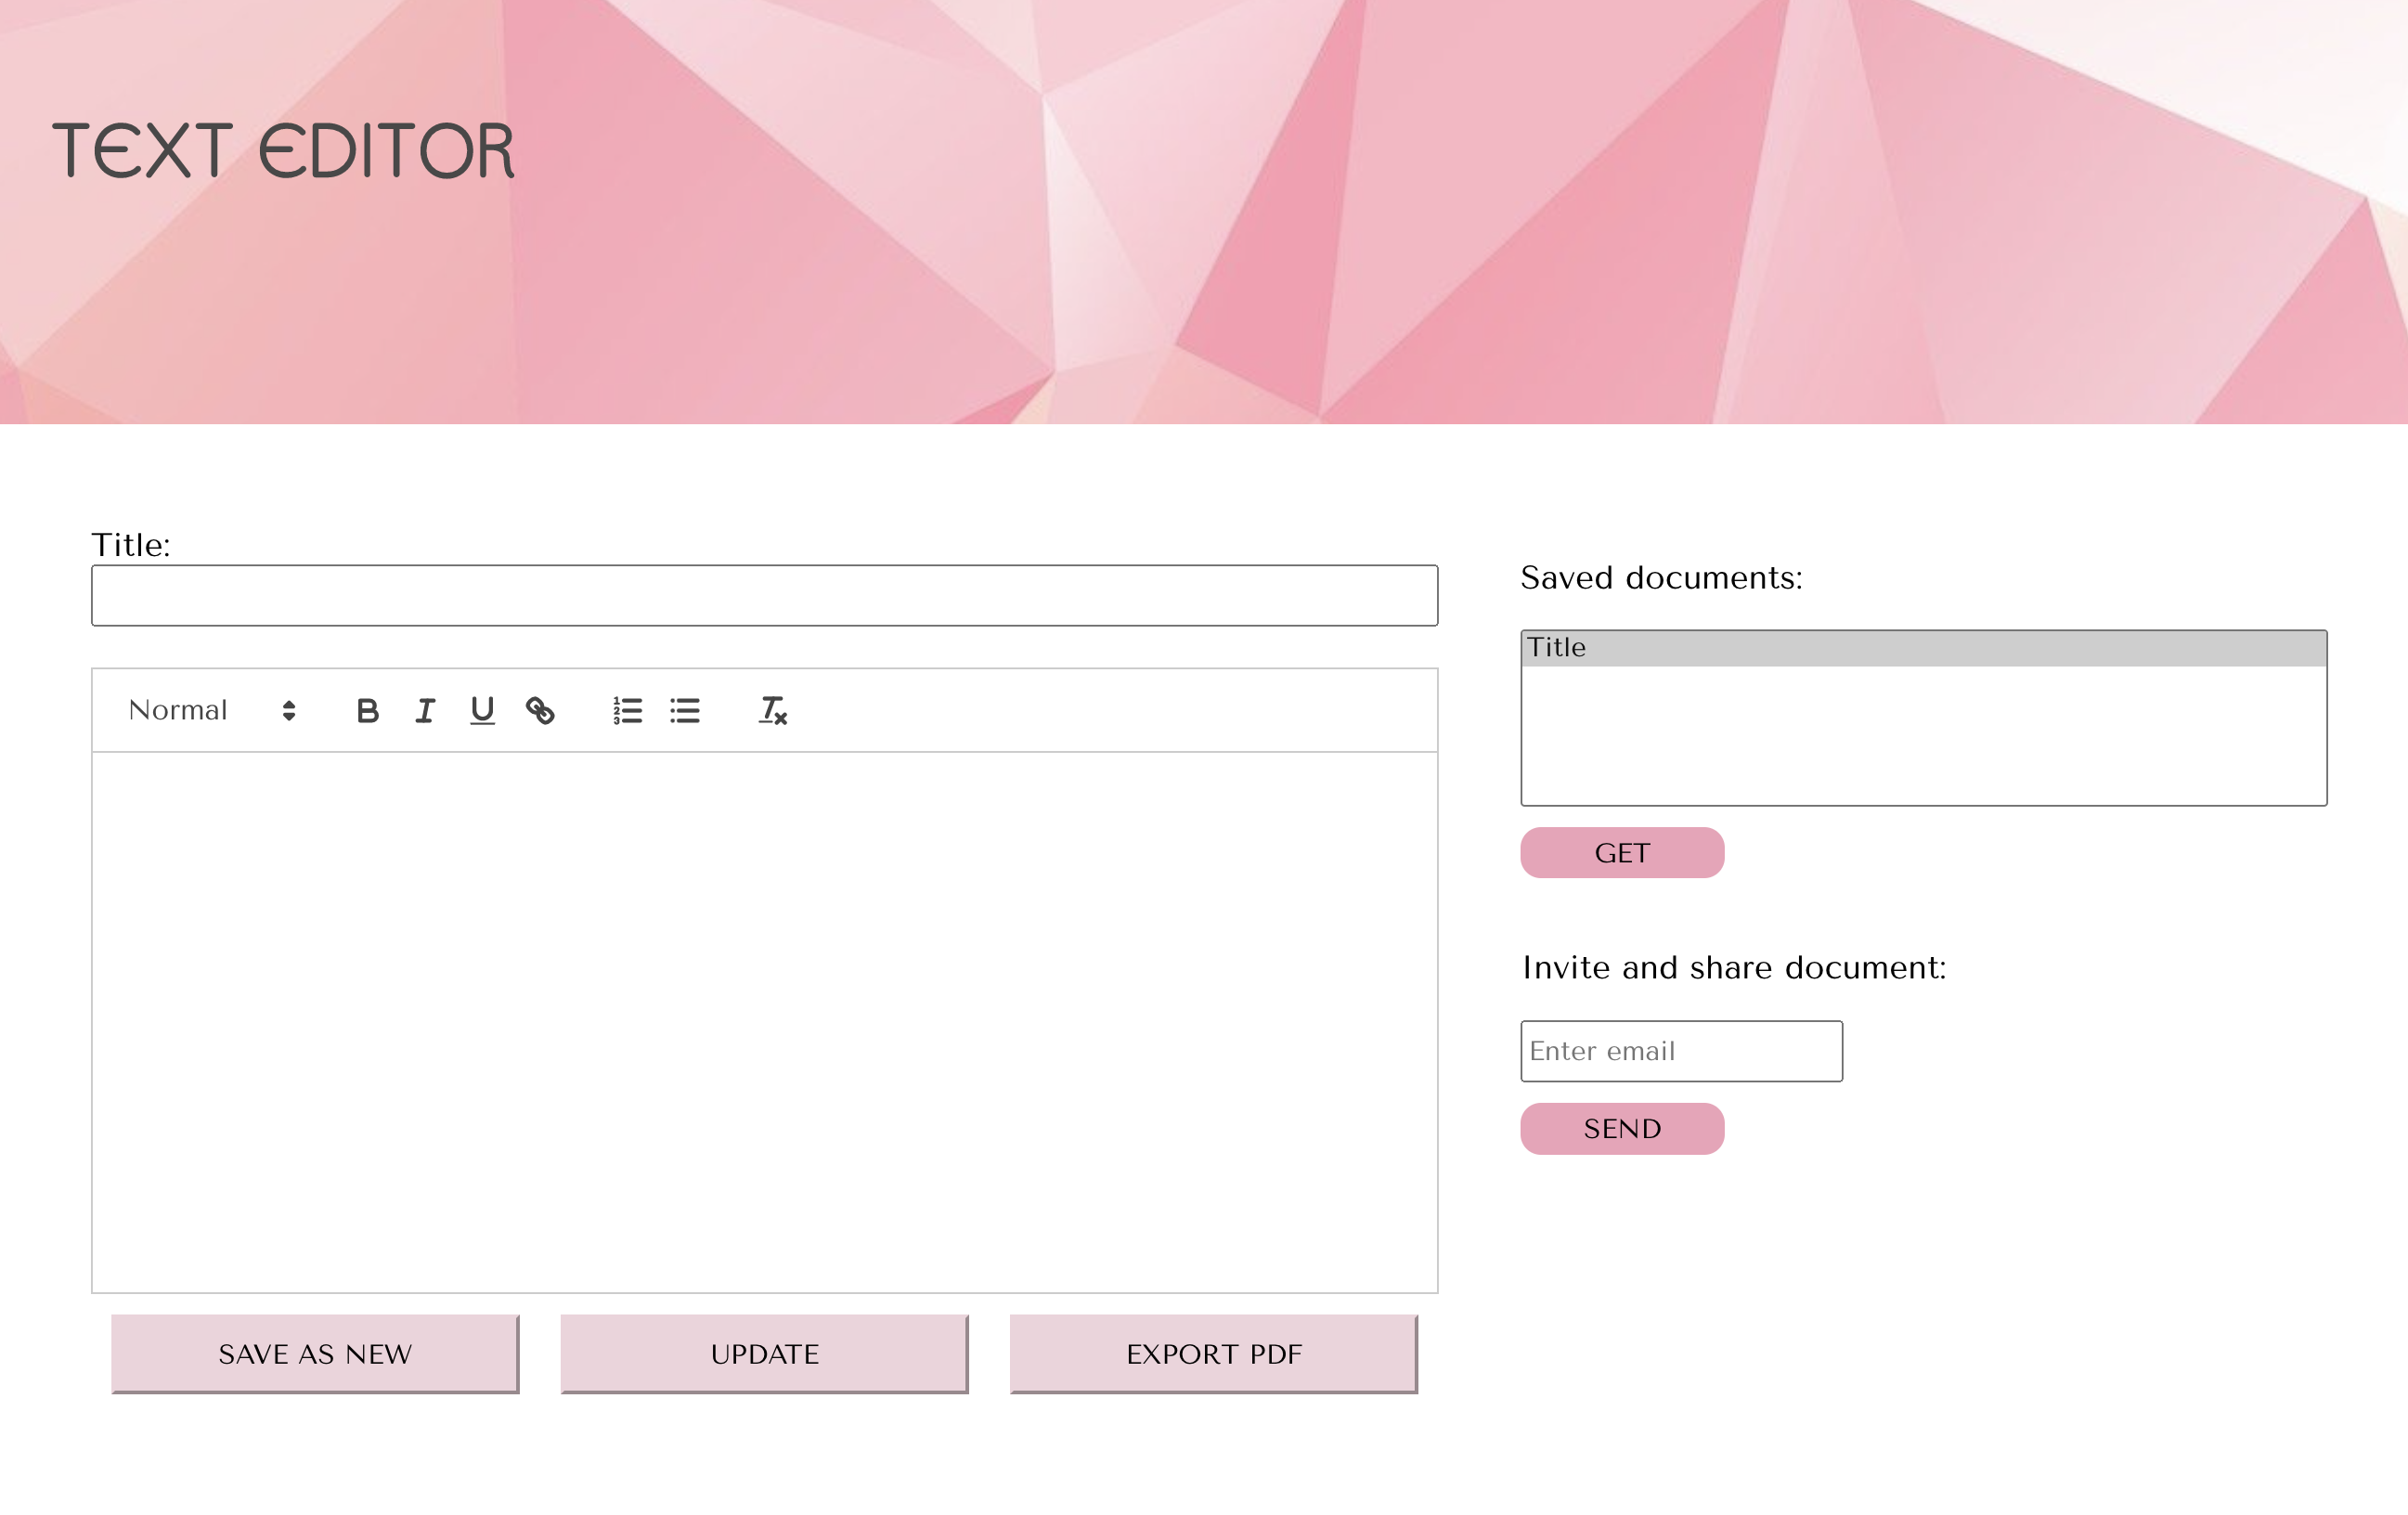 TEXT EDITOR
Title:
Normal
Saved documents:
Title
GET
Invite and share document:
Enter email
SEND
SAVE AS NEW
UPDATE
EXPORT PDF